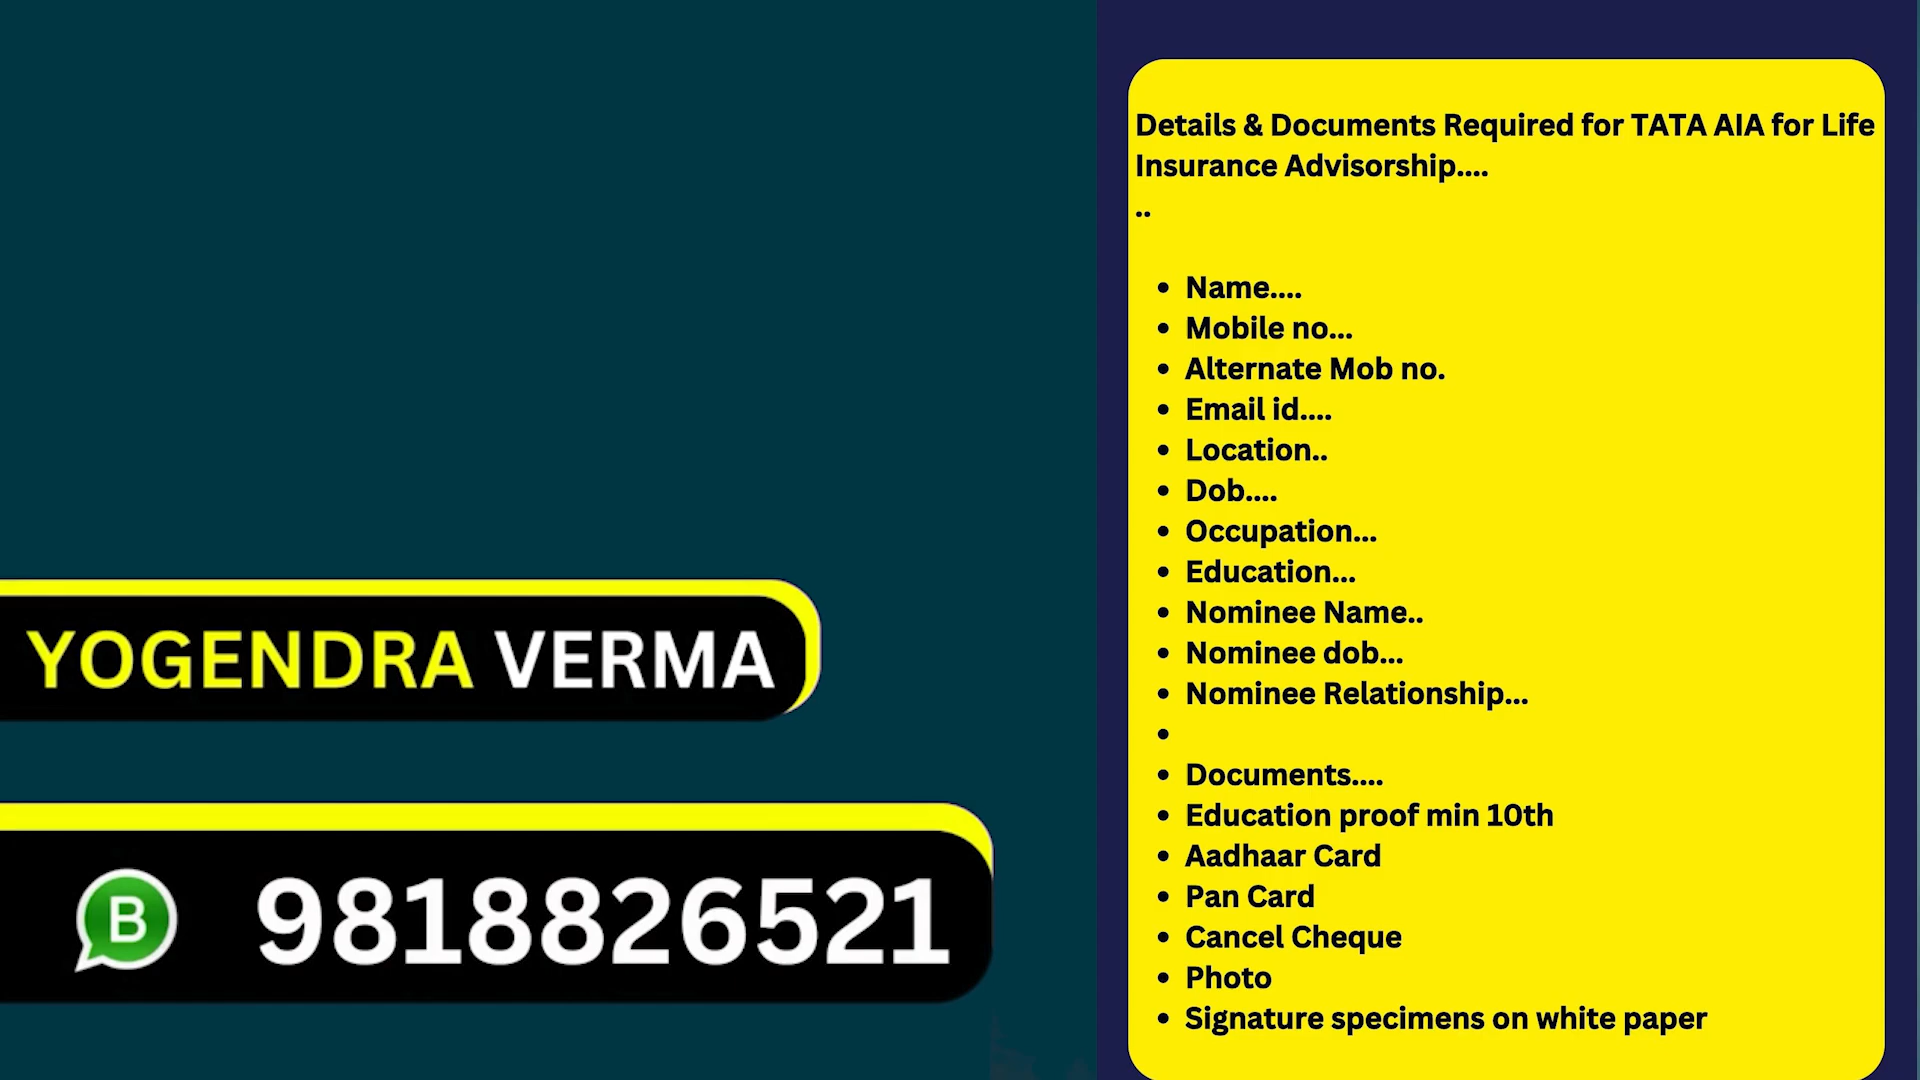 YOGENDRA VERMA
B 9818826521
Details & Documents Required for TATA AIA for Life
Insurance Advisorship....
..
• Name....
• Mobile no...
• Alternate Mob no.
• Email id....
• Location..
• Dob....
• Occupation...
• Education...
• Nominee Name..
• Nominee dob...
• Nominee Relationship...
•
• Documents....
• Education proof min 10th
• Aadhaar Card
• Pan Card
• Cancel Cheque
• Photo
• Signature specimens on white paper